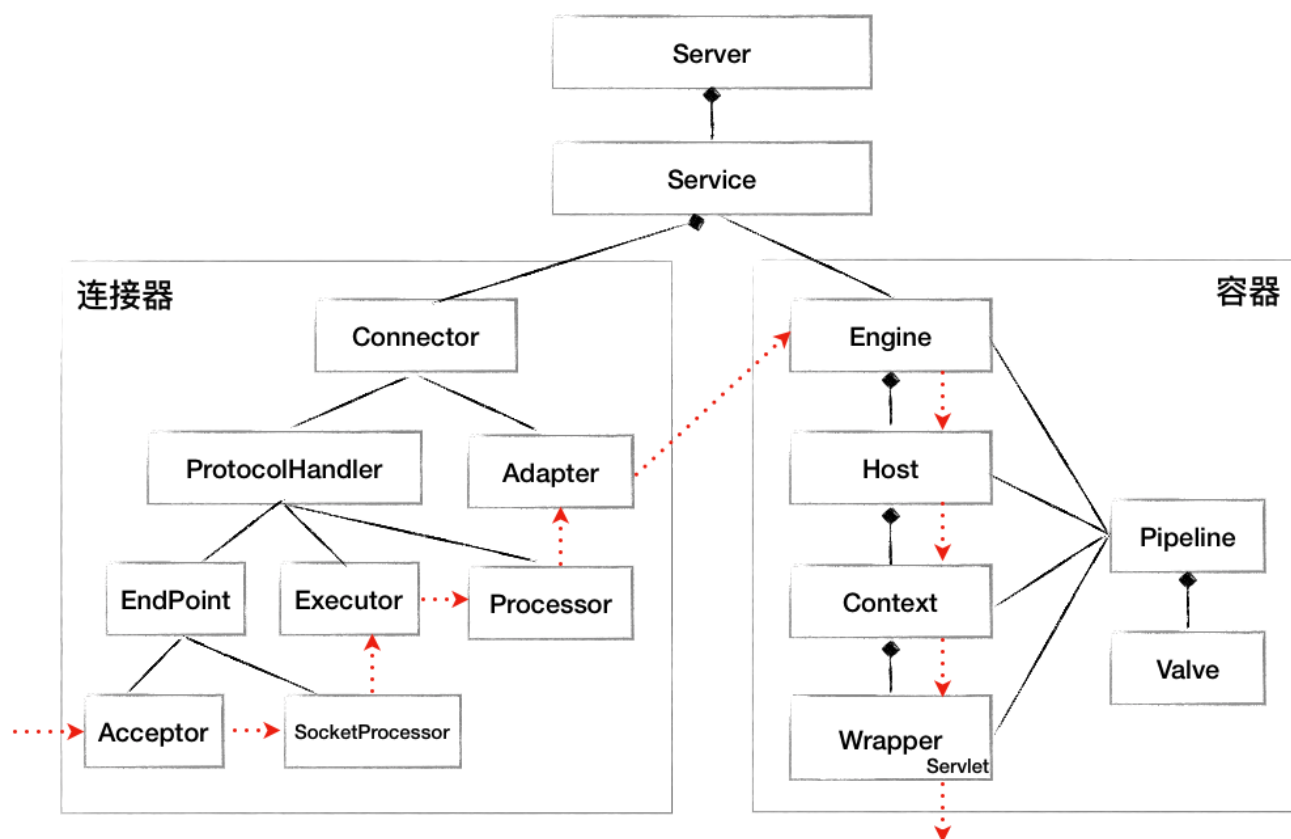 Server
Service
连接器
容器
Connector
Engine
ProtocolHandler
Adapter
Host
Pipeline
EndPoint
Executor
Processor
Context
Valve
Acceptor
SocketProcessor
Wrapper
Servlet